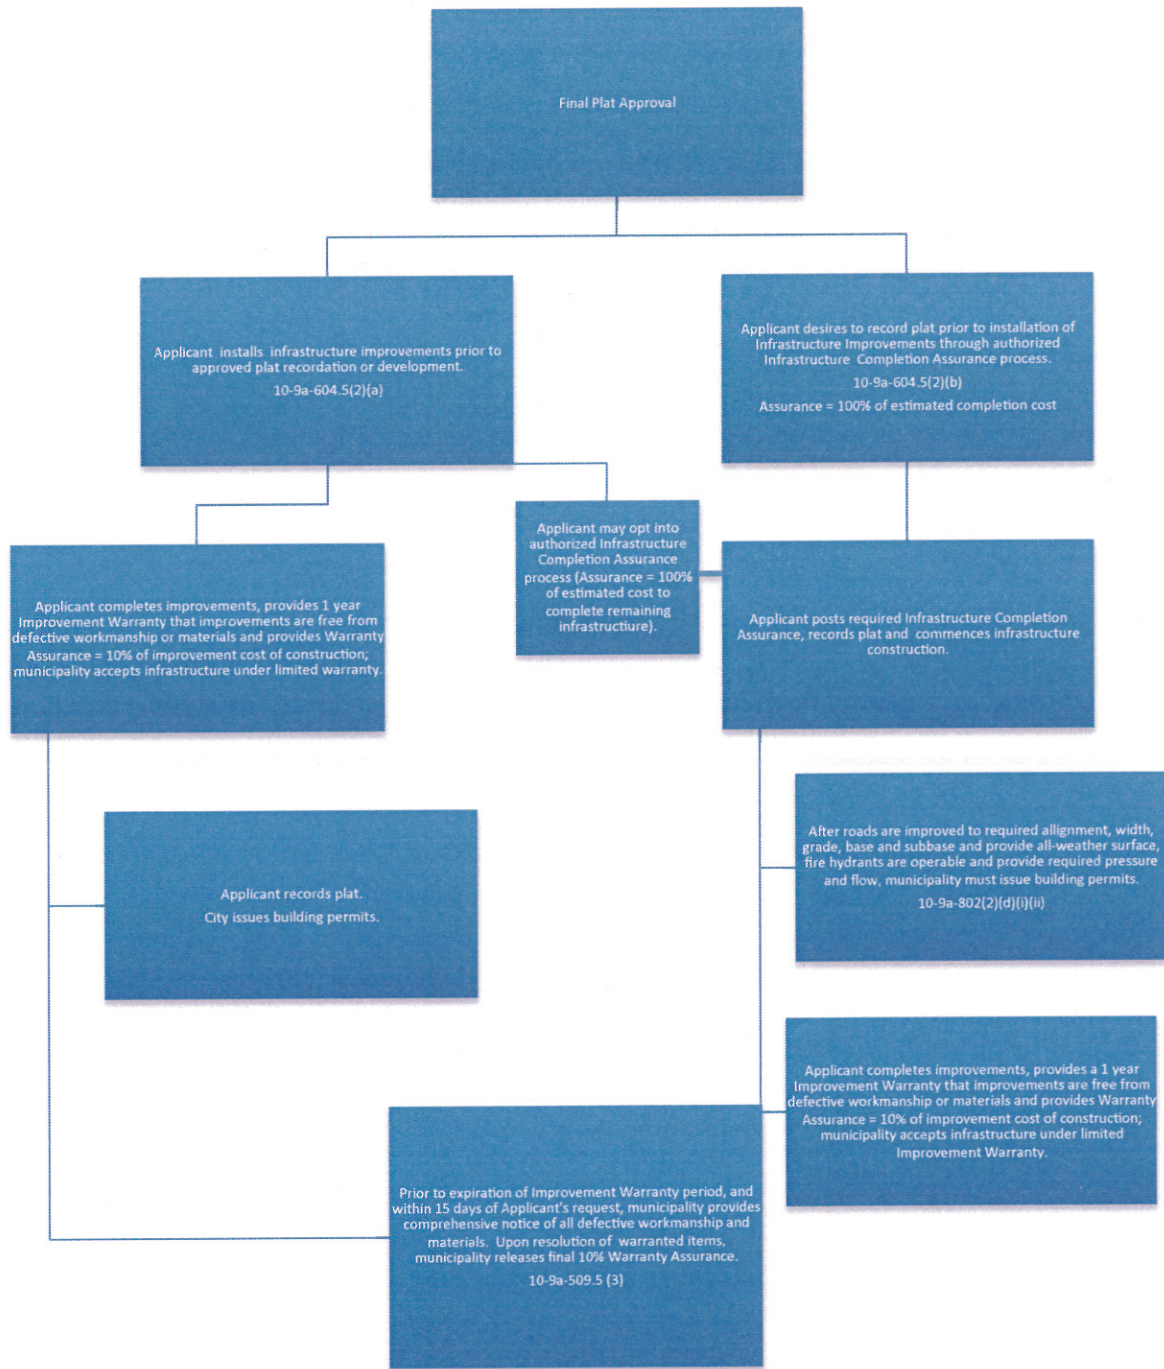 Final Plat Approval
Applicant installs infrastructure improvements prior to
approved plat recordation or development.
10-9a-604.5(2)(a)
Applicant desires to record plat prior to installation of
Infrastructure Improvements through authorized
Infrastructure Completion Assurance process.
10-9a-604.5(2)(b)
Assurance = 100% of estimated completion cost
Applicant may opt into
authorized Infrastructure
Completion Assurance
process (Assurance = 100%
of estimated cost to
complete remaining
infrastructiure).
Applicant completes improvements, provides 1 year
Improvement Warranty that improvements are free from
defective workmanship or materials and provides Warranty
Assurance = 10% of improvement cost of construction;
municipality accepts infrastructure under limited warranty.
Applicant posts required Infrastructure Completion
Assurance, records plat and commences infrastructure
construction.
After roads are improved to required allignment, width,
grade, base and subbase and provide all-weather surface,
fire hydrants are operable and provide required pressure
and flow, municipality must issue building permits.
10-9a-802(2)(d)(i)(ii)
Applicant records plat.
City issues building permits.
Applicant completes improvements, provides a 1 year
Improvement Warranty that improvements are free from
defective workmanship or materials and provides Warranty
Assurance = 10% of improvement cost of construction;
municipality accepts infrastructure under limited
Improvement Warranty.
Prior to expiration of Improvement Warranty period, and
within 15 days of Applicant's request, municipality provides
comprehensive notice of all defective workmanship and
materials. Upon resolution of warranted items,
municipality releases final 10% Warranty Assurance.
10-9a-509.5 (3)